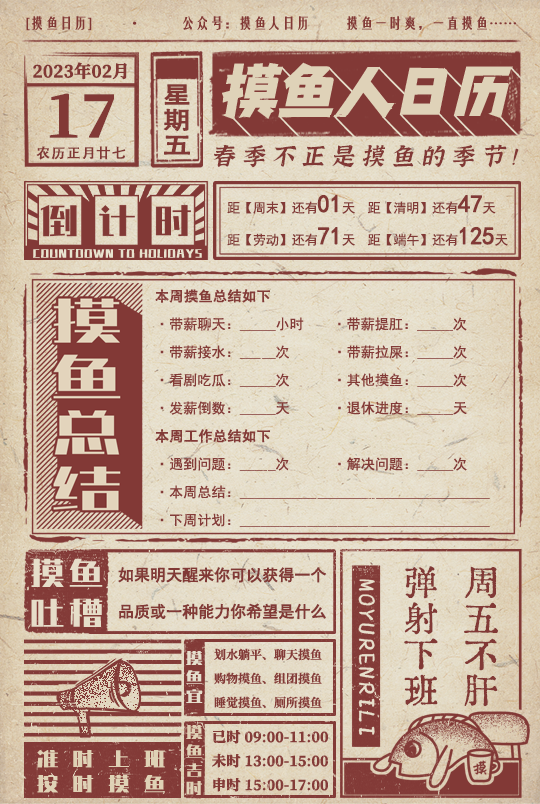 [摸鱼日历] • 公众号：摸鱼人日历 摸鱼一时爽，一直摸鱼……
2023年02月
17
农历正月廿七
星期五
摸鱼人日历
春季不正是摸鱼的季节!
倒计时
COUNTDOWN TO HOLIDAYS
距【周末】还有01天 距【清明】还有47天
距【劳动】还有71天 距【端午】还有125天
摸鱼总结
本周摸鱼总结如下
·带薪聊天：____小时 ·带薪提肛：____次
·带薪接水：____次 ·带薪拉屎：____次
·看剧吃瓜：____次 ·其他摸鱼：____次
·发薪倒数：____天 ·退休进度：____天
本周工作总结如下
·遇到问题：____次 ·解决问题：____次
·本周总结：____
·下周计划：____
摸鱼
吐槽
如果明天醒来你可以获得一个
品质或一种能力你希望是什么
准时上班
按时摸鱼
摸鱼宜
划水躺平、聊天摸鱼
购物摸鱼、组团摸鱼
睡觉摸鱼、厕所摸鱼
摸鱼吉时
巳时 09:00-11:00
未时 13:00-15:00
申时 15:00-17:00
MOYURENRILI
周五不肝
弹射下班
摸